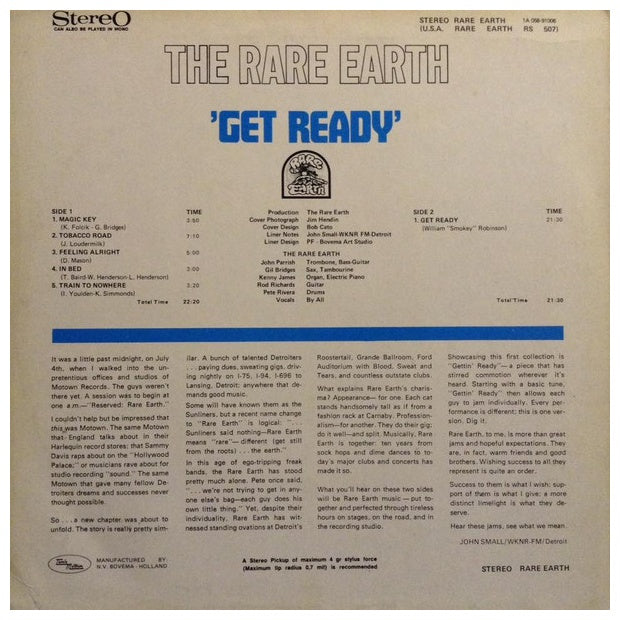 StereO
CAN ALSO BE PLAYED IN MONO
STEREO RARE EARTH 1A 056-91006
(U.S.A. RARE EARTH RS 507)
THE RARE EARTH
'GET READY'
RARE
EARTH
SIDE 1 TIME
1. MAGIC KEY 3:50
(K. Folcik - G. Bridges)
2. TOBACCO ROAD 7:10
(J. Loudermilk)
3. FEELING ALRIGHT 5:00
(D. Mason)
4. IN BED 3:00
(T. Baird-W. Henderson-L. Henderson)
5. TRAIN TO NOWHERE 3:20
(I. Youlden-K. Simmonds)
Total Time 22:20
Production The Rare Earth
Cover Photograph Jim Hendin
Cover Design Bob Cato
Liner Notes John Small-WKNR FM-Detroit
Liner Design PF - Bovema Art Studio
THE RARE EARTH
John Parrish Trombone, Bass-Guitar
Gil Bridges Sax, Tambourine
Kenny James Organ, Electric Piano
Rod Richards Guitar
Pete Rivera Drums
Vocals By All
SIDE 2 TIME
1. GET READY 21:30
(William "Smokey" Robinson)
Total Time 21:30
It was a little past midnight, on July
4th, when I walked into the un-
pretentious offices and studios of
Motown Records. The guys weren't
there yet. A session was to begin at
one a.m.—"Reserved: Rare Earth."
I couldn't help but be impressed that
this was Motown. The same Motown
that England talks about in their
Harlequin record stores; that Sammy
Davis raps about on the "Hollywood
Palace;" or musicians rave about for
studio recording "sound." The same
Motown that gave many fellow De-
troiters dreams and successes never
thought possible.
So . . . a new chapter was about to
unfold. The story is really pretty sim-
ilar. A bunch of talented Detroiters
. . . paying dues, sweating gigs, driv-
ing nightly on I-75, I-94, I-696 to
Lansing, Detroit; anywhere that de-
mands good music.
Some will have known them as the
Sunliners, but a recent name change
to "Rare Earth" is logical: ". . .
Sunliners said nothing—Rare Earth
means "rare"— different (get still
from the roots) . . . the earth."
In this age of ego-tripping freak
bands, the Rare Earth has stood
pretty much alone. Pete once said,
". . . we're not trying to get in any-
one else's bag—each guy does his
own little thing." Yet, despite their
individuality, Rare Earth has wit-
nessed standing ovations at Detroit's
Roostertail, Grande Ballroom, Ford
Auditorium with Blood, Sweat and
Tears, and countless outstate clubs.
What explains Rare Earth's charis-
ma? Appearance— for one. Each cat
stands handsomely tall as if from a
fashion rack at Carnaby. Profession-
alism—for another. They do their gig;
do it well—and split. Musically, Rare
Earth is together: ten years from
sock hops and dime dances to to-
day's major clubs and concerts has
made it so.
What you'll hear on these two sides
will be Rare Earth music — put to-
gether and perfected through tireless
hours on stages, on the road, and in
the recording studio.
Showcasing this first collection is
"Gettin' Ready"— a piece that has
stirred commotion wherever it's
heard. Starting with a basic tune,
"Gettin' Ready" then allows each
guy to jam individually. Every per-
formance is different; this is one ver-
sion. Dig it.
Rare Earth, to me, is more than great
jams and hopeful expectations. They
are, in fact, warm friends and good
brothers. Wishing success to all they
represent is quite an order.
Success to them is what I wish; sup-
port of them is what I give; a more
distinct limelight is what they de-
serve.
Hear these jams, see what we mean.
JOHN SMALL/WKNR-FM/Detroit
Tamla
Motown
MANUFACTURED BY
N.V. BOVEMA - HOLLAND
A Stereo Pickup of maximum 4 gr stylus force
(Maximum tip radius 0,7 mil) is recommended
STEREO RARE EARTH